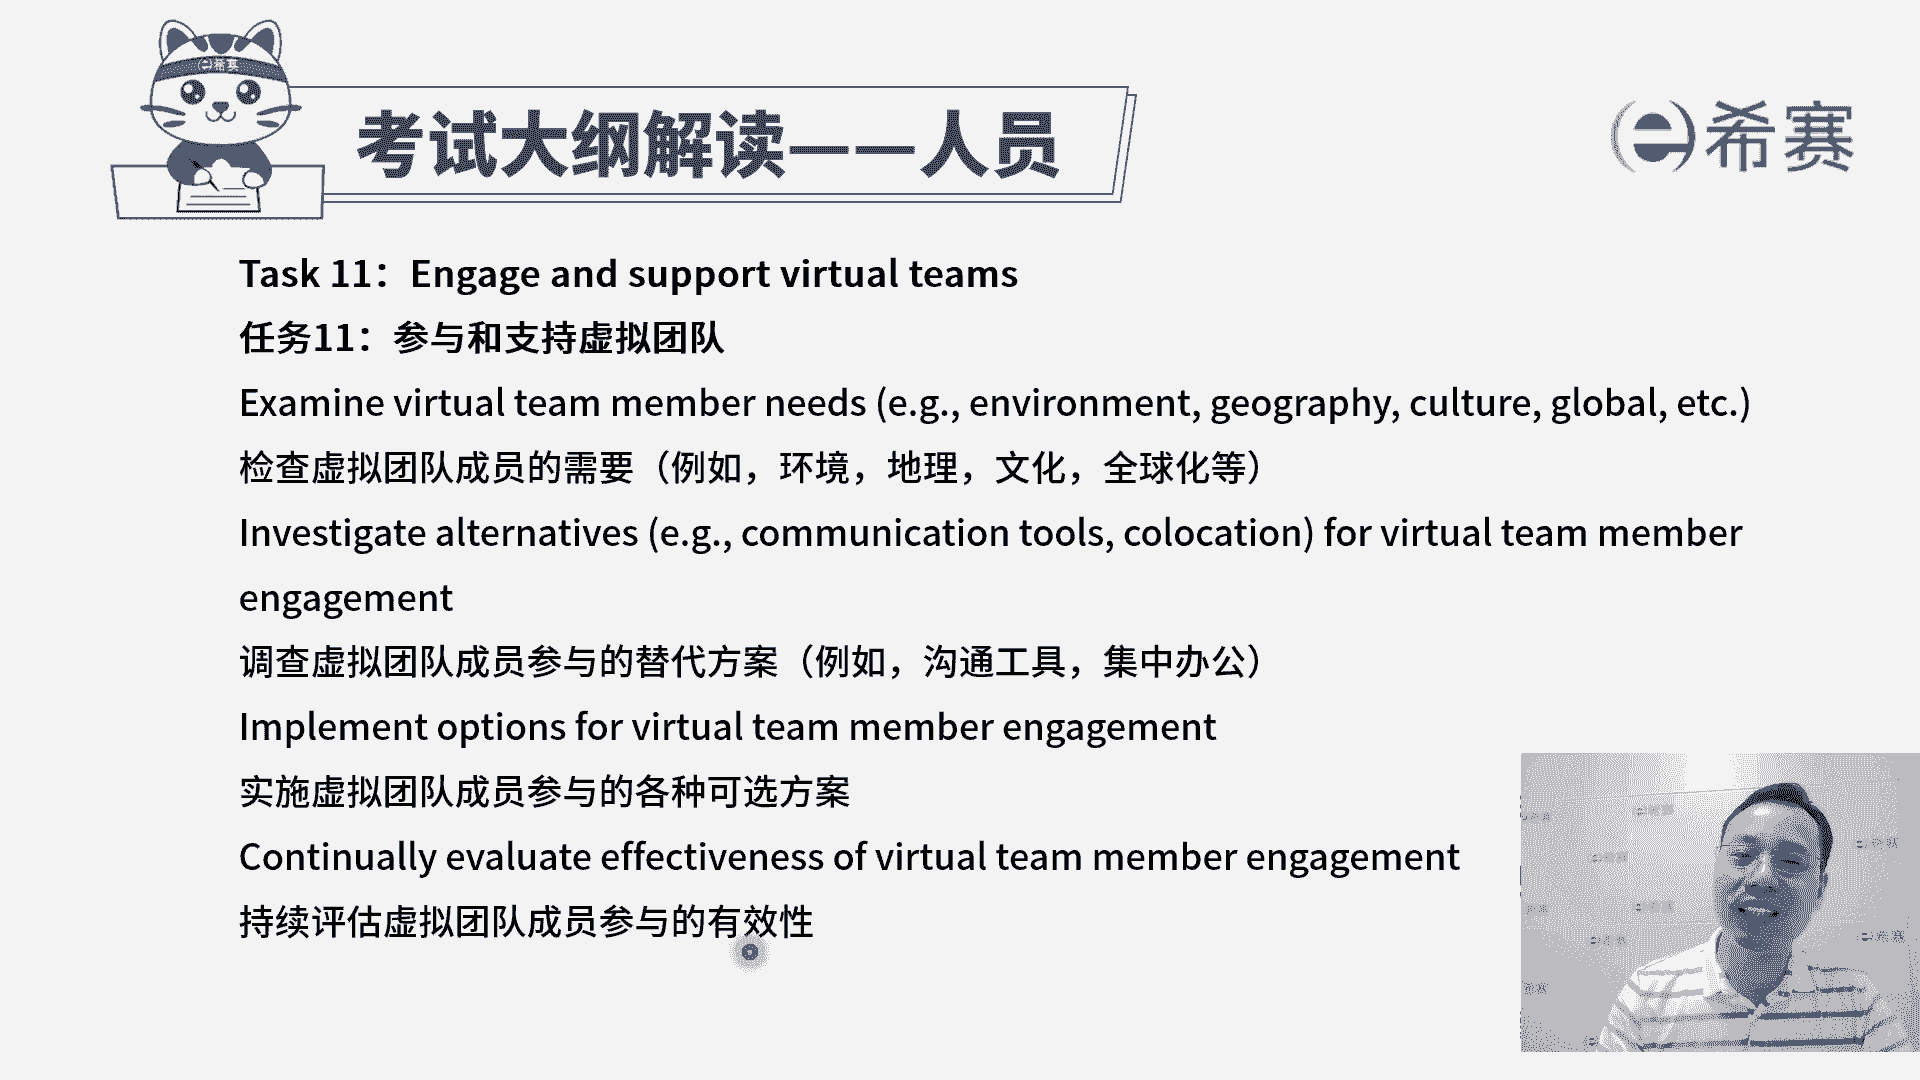 希赛
考试大纲解读——人员
希赛
Task 11：Engage and support virtual teams
任务11：参与和支持虚拟团队
Examine virtual team member needs (e.g., environment, geography, culture, global, etc.)
检查虚拟团队成员的需要（例如，环境，地理，文化，全球化等）
Investigate alternatives (e.g., communication tools, colocation) for virtual team member
engagement
调查虚拟团队成员参与的替代方案（例如，沟通工具，集中办公）
Implement options for virtual team member engagement
实施虚拟团队成员参与的各种可选方案
Continually evaluate effectiveness of virtual team member engagement
持续评估虚拟团队成员参与的有效性